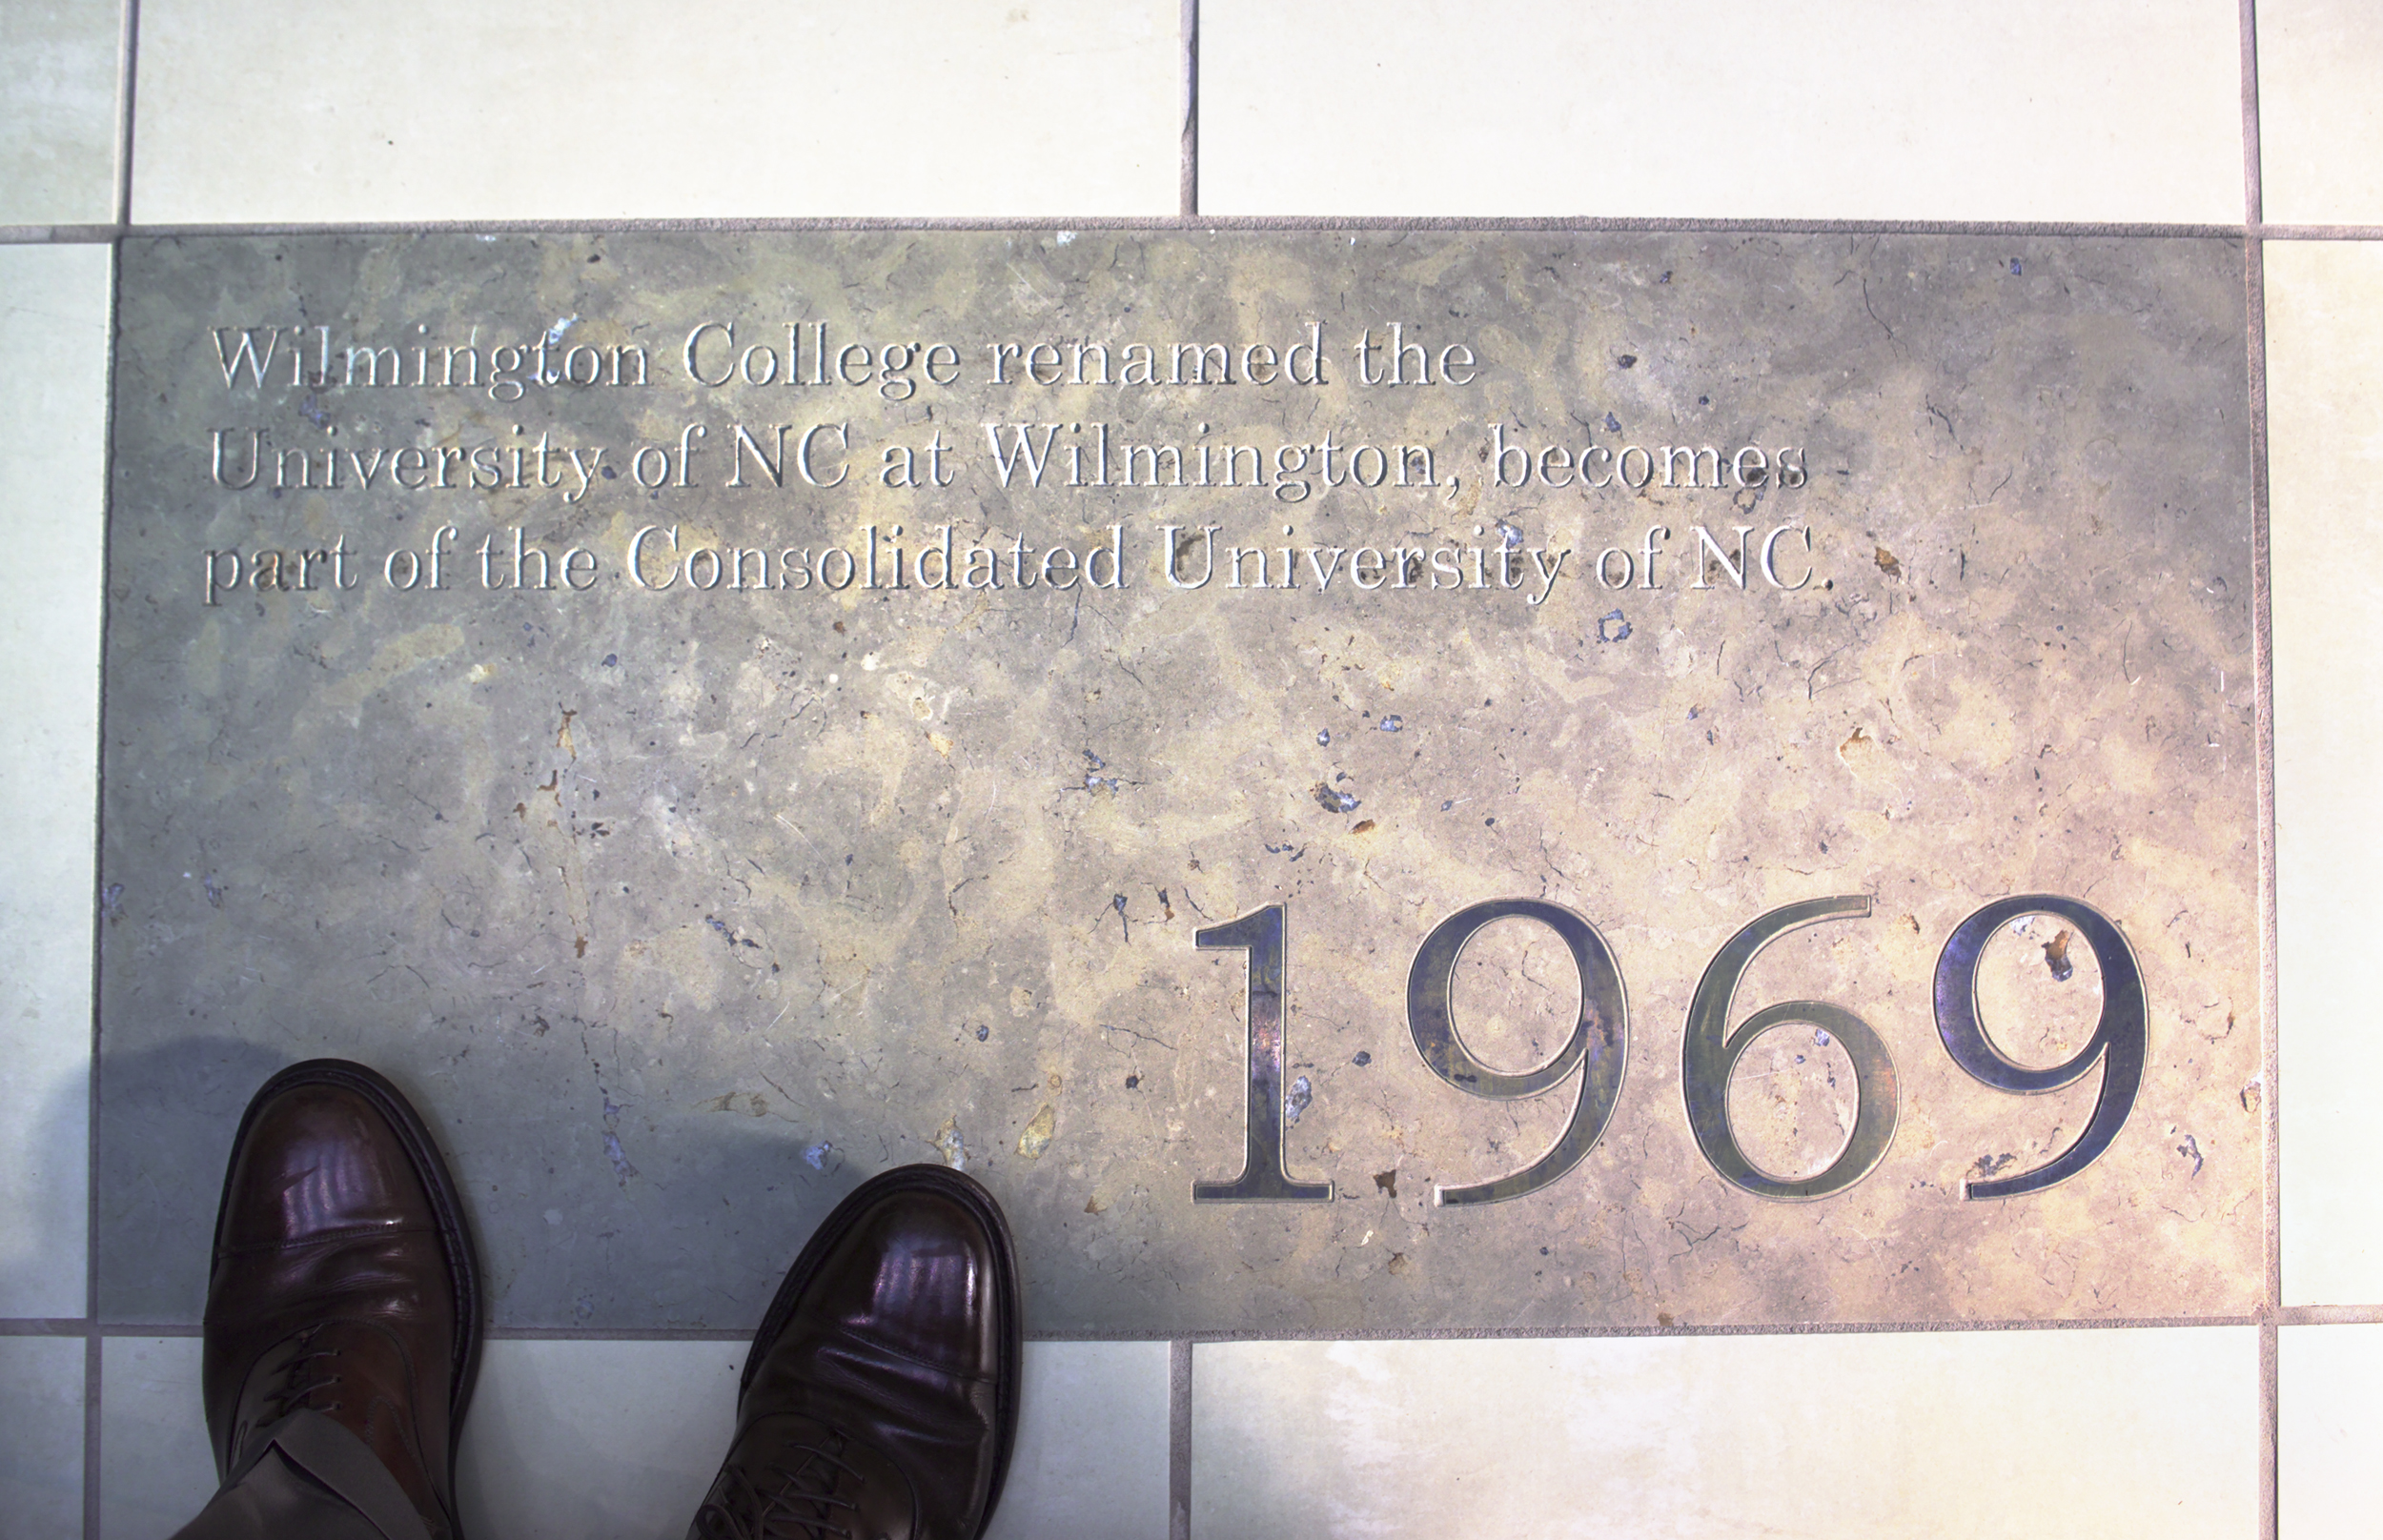 Wilmington College renamed the
University of NC at Wilmington, becomes
part of the Consolidated University of NC.
1969